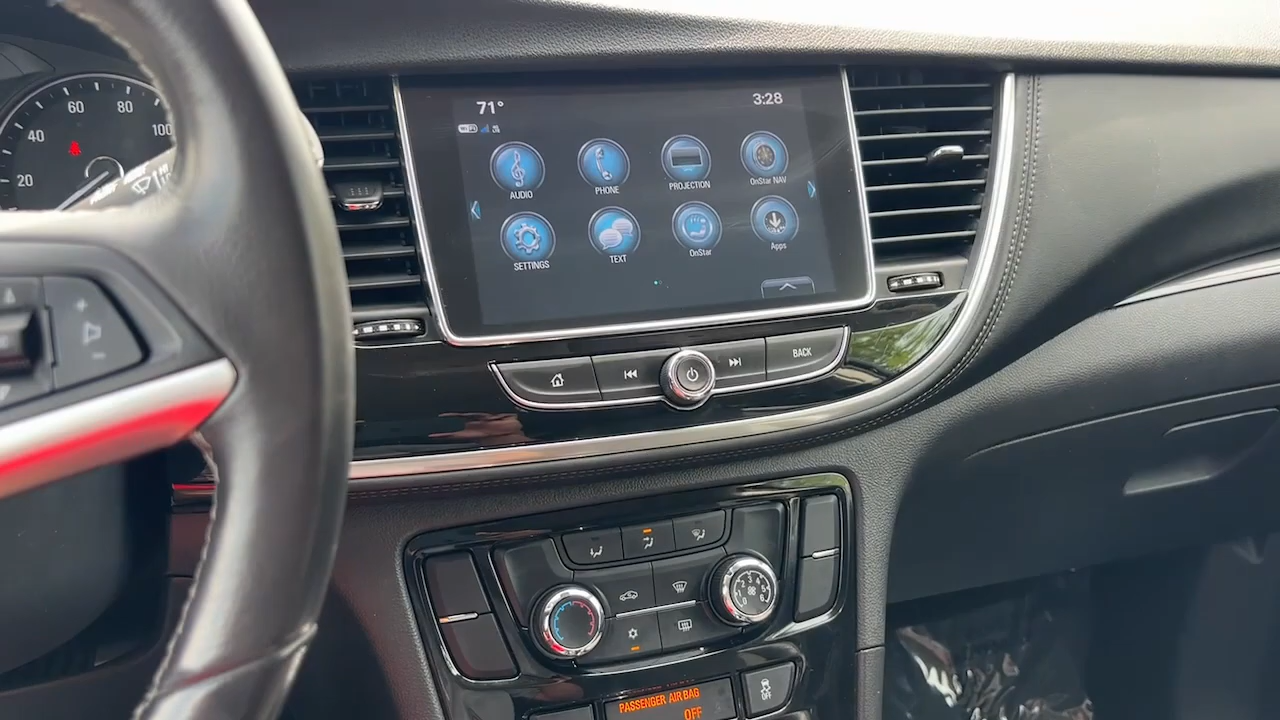 60
80
40
100
20
71°
3:28
AUDIO
PHONE
PROJECTION
OnStar NAV
SETTINGS
TEXT
OnStar
Apps
BACK
PASSENGER AIR BAG
OFF
OFF